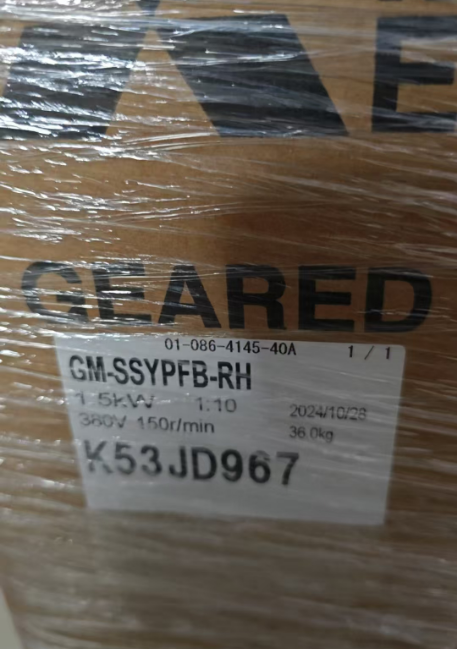 GEARED
01-086-4145-40A 1 / 1
GM-SSYPFB-RH
1.5kW 1:10 2024/10/28
380V 150r/min 36.0kg
K53JD967